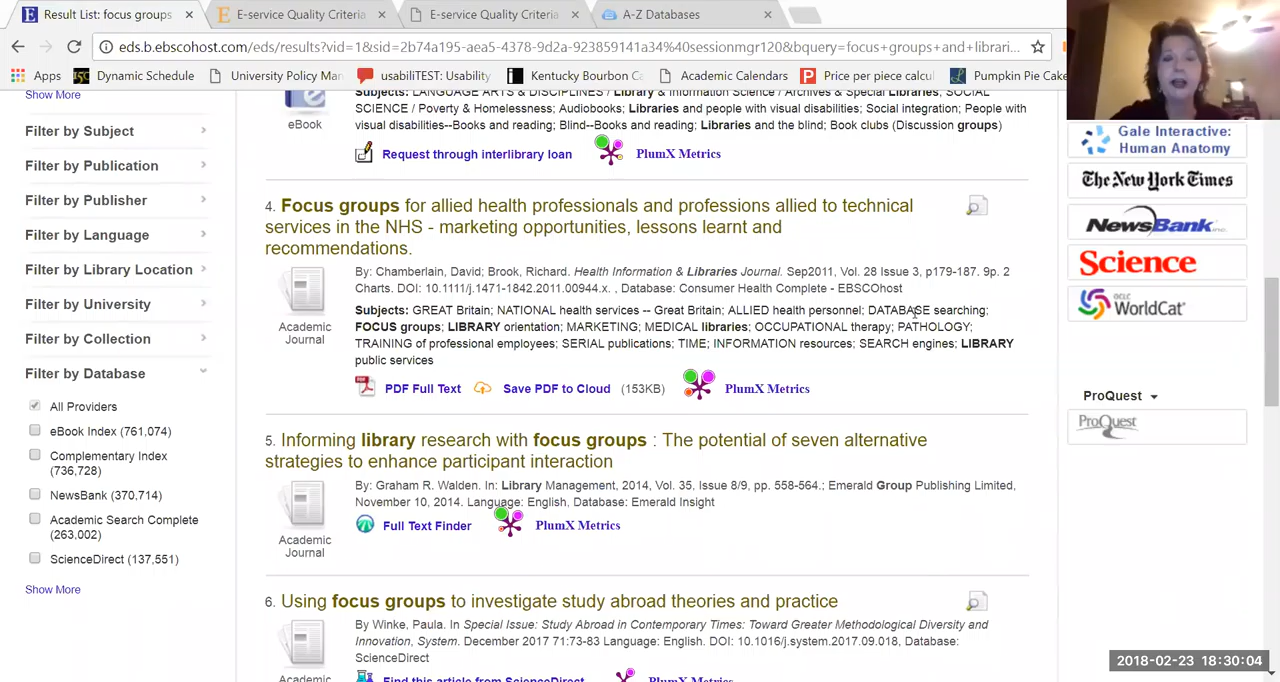 Result List: focus groups
E-service Quality Criteria
E-service Quality Criteria
A-Z Databases
eds.b.ebscohost.com/eds/results?vid=1&sid=2b74a195-aea5-4378-9d2a-923859141a34%40sessionmgr120&bquery=focus+groups+and+librari...
Apps
Dynamic Schedule
University Policy Man
usabiliTEST: Usability
Kentucky Bourbon C
Academic Calendars
Price per piece calcul
Pumpkin Pie Cake
Show More
Filter by Subject
Filter by Publication
Filter by Publisher
Filter by Language
Filter by Library Location
Filter by University
Filter by Collection
Filter by Database
All Providers
eBook Index (761,074)
Complementary Index
(736,728)
NewsBank (370,714)
Academic Search Complete
(263,002)
ScienceDirect (137,551)
Show More
eBook
Subjects: LANGUAGE ARTS & DISCIPLINES / Library & Information Science / Archives & Special Libraries; SOCIAL
SCIENCE / Poverty & Homelessness; Audiobooks; Libraries and people with visual disabilities; Social integration; People with
visual disabilities--Books and reading; Blind--Books and reading; Libraries and the blind; Book clubs (Discussion groups)
Request through interlibrary loan
PlumX Metrics
4. Focus groups for allied health professionals and professions allied to technical
services in the NHS - marketing opportunities, lessons learnt and
recommendations.
Academic
Journal
By: Chamberlin, David; Brook, Richard. Health Information & Libraries Journal. Sep2011, Vol. 28 Issue 3, p179-187. 9p. 2
Charts. DOI: 10.1111/j.1471-1842.2011.00944.x. , Database: Consumer Health Complete - EBSCOhost
Subjects: GREAT Britain; NATIONAL health services -- Great Britain; ALLIED health personnel; DATABASE searching;
FOCUS groups; LIBRARY orientation; MARKETING; MEDICAL libraries; OCCUPATIONAL therapy; PATHOLOGY;
TRAINING of professional employees; SERIAL publications; TIME; INFORMATION resources; SEARCH engines; LIBRARY
public services
PDF Full Text
Save PDF to Cloud (153KB)
PlumX Metrics
5. Informing library research with focus groups : The potential of seven alternative
strategies to enhance participant interaction
Academic
Journal
By: Graham R. Walden. In: Library Management, 2014, Vol. 35, Issue 8/9, pp. 558-564.; Emerald Group Publishing Limited,
November 10, 2014. Language: English, Database: Emerald Insight
Full Text Finder
PlumX Metrics
6. Using focus groups to investigate study abroad theories and practice
Academic
By Winke, Paula. In Special Issue: Study Abroad in Contemporary Times: Toward Greater Methodological Diversity and
Innovation, System. December 2017 71:73-83 Language: English. DOI: 10.1016/j.system.2017.09.018, Database:
ScienceDirect
Find this article from ScienceDirect
PlumX Metrics
Gale Interactive:
Human Anatomy
The New York Times
NEWSBANK INC.
Science
OCLC
WorldCat
ProQuest
ProQuest
2018-02-23 18:30:04